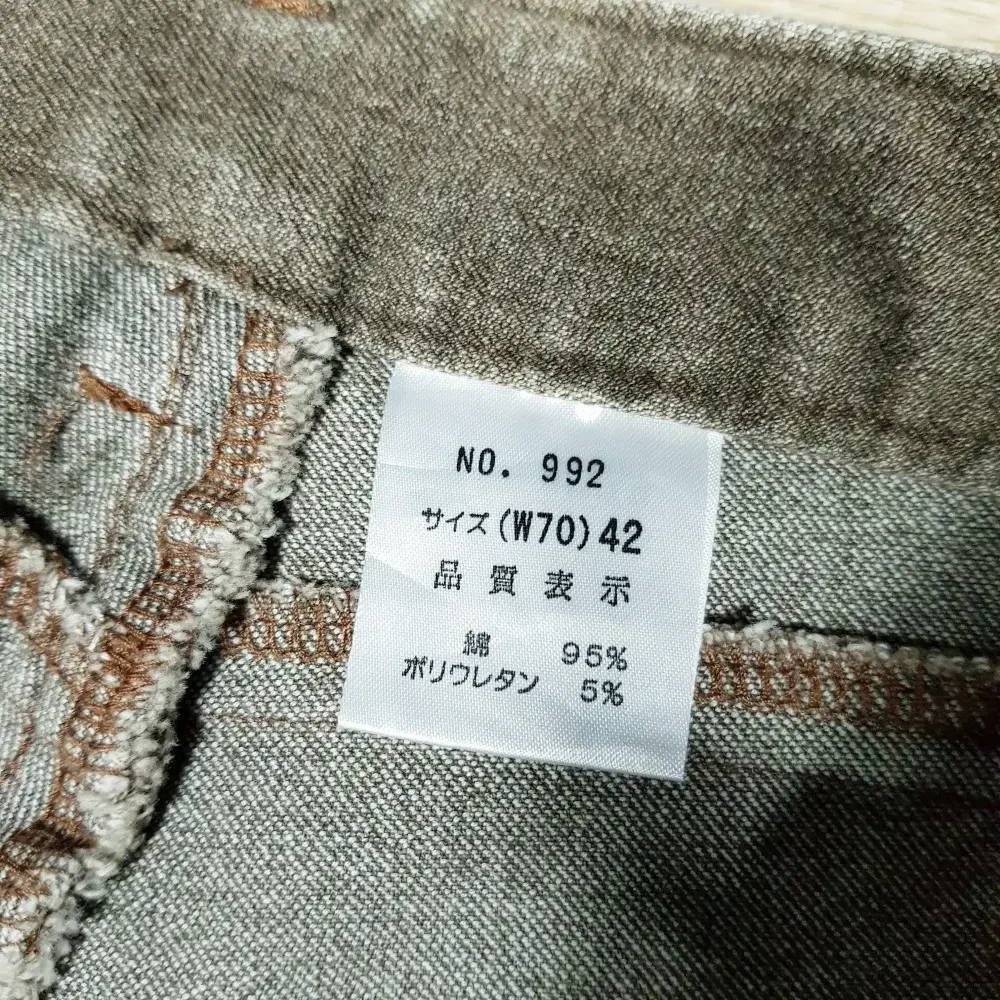 NO. 992
サイズ(W70)42
品質表示
綿 95%
ポリウレタン 5%